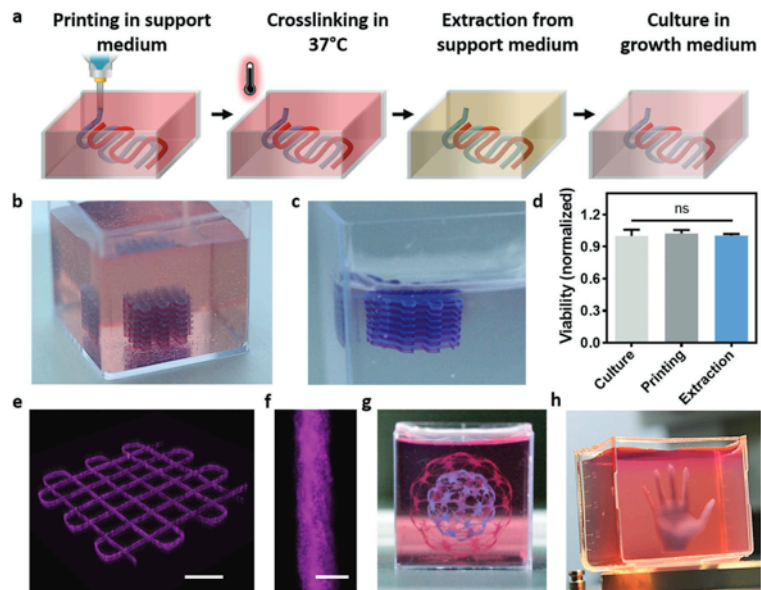 a
Printing in support
medium
Crosslinking in
37°C
Extraction from
support medium
Culture in
growth medium
b
c
d
Viability (normalized)
1.2
0.9
0.6
0.3
0.0
ns
Culture
Printing
Extraction
e
f
g
h